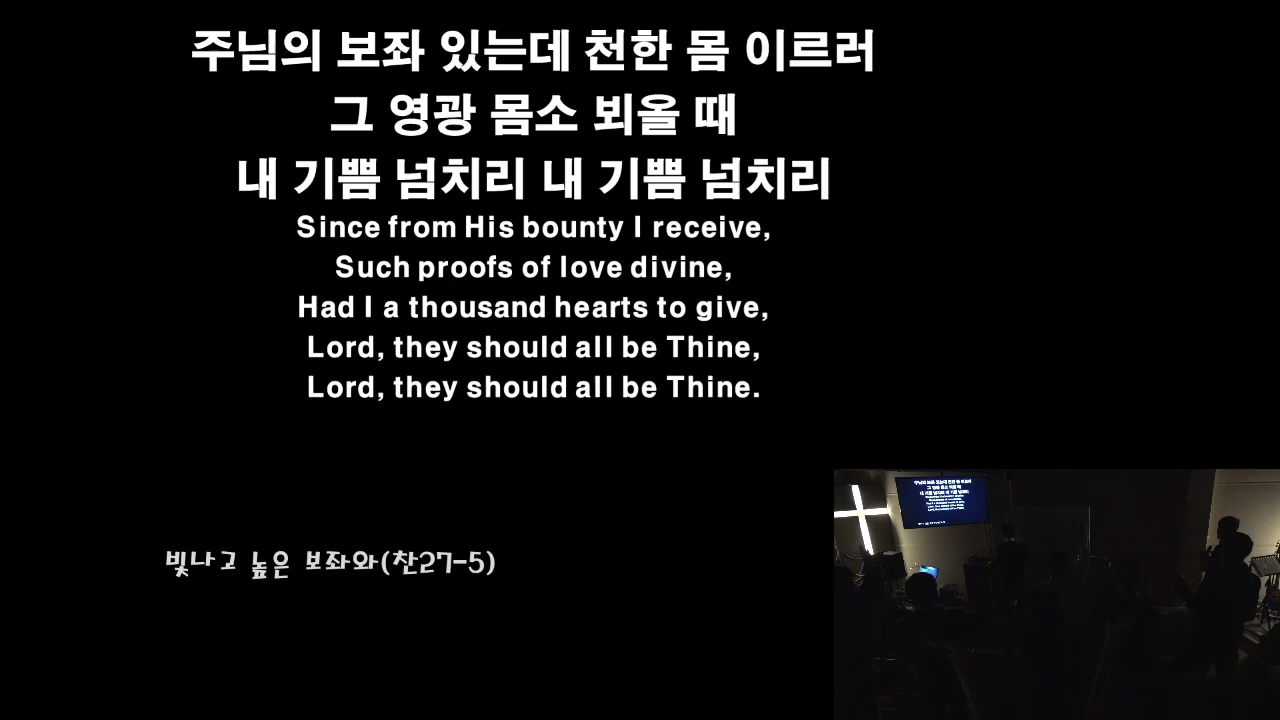 주님의 보좌 있는데 천한 몸 이르러
그 영광 몸소 뵈올 때
내 기쁨 넘치리 내 기쁨 넘치리
Since from His bounty I receive,
Such proofs of love divine,
Had I a thousand hearts to give,
Lord, they should all be Thine,
Lord, they should all be Thine.
빛나고 높은 보좌와(찬27-5)